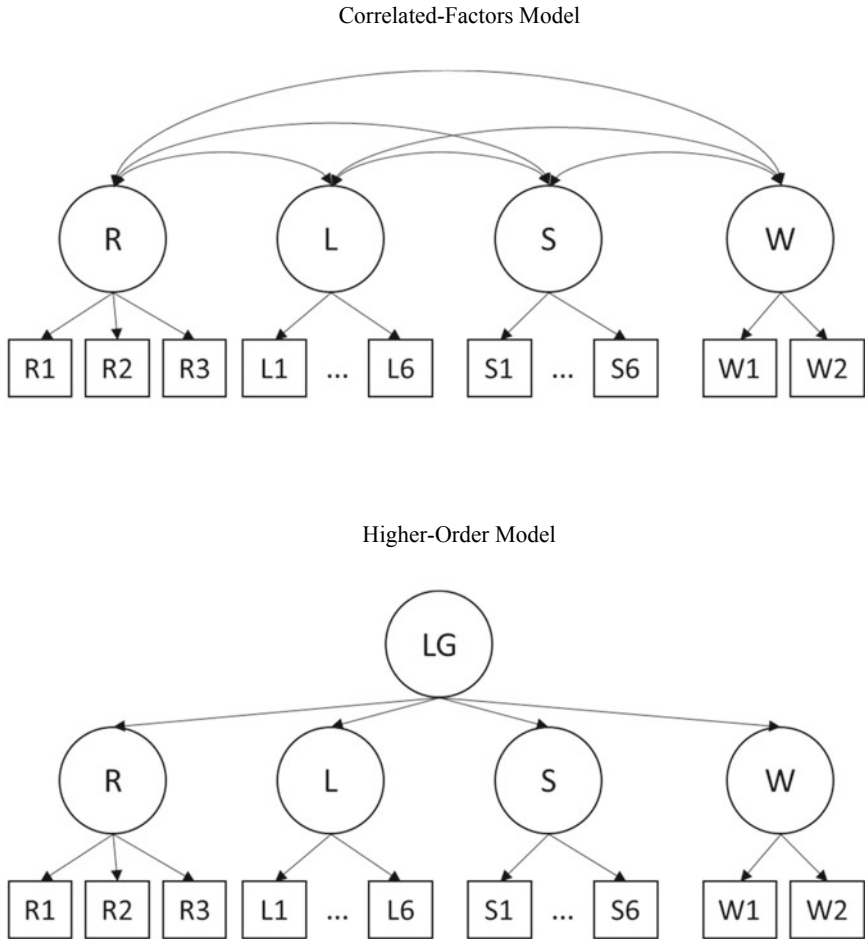 Correlated-Factors Model
R L S W
R1 R2 R3 L1 ... L6 S1 ... S6 W1 W2
Higher-Order Model
LG
R L S W
R1 R2 R3 L1 ... L6 S1 ... S6 W1 W2